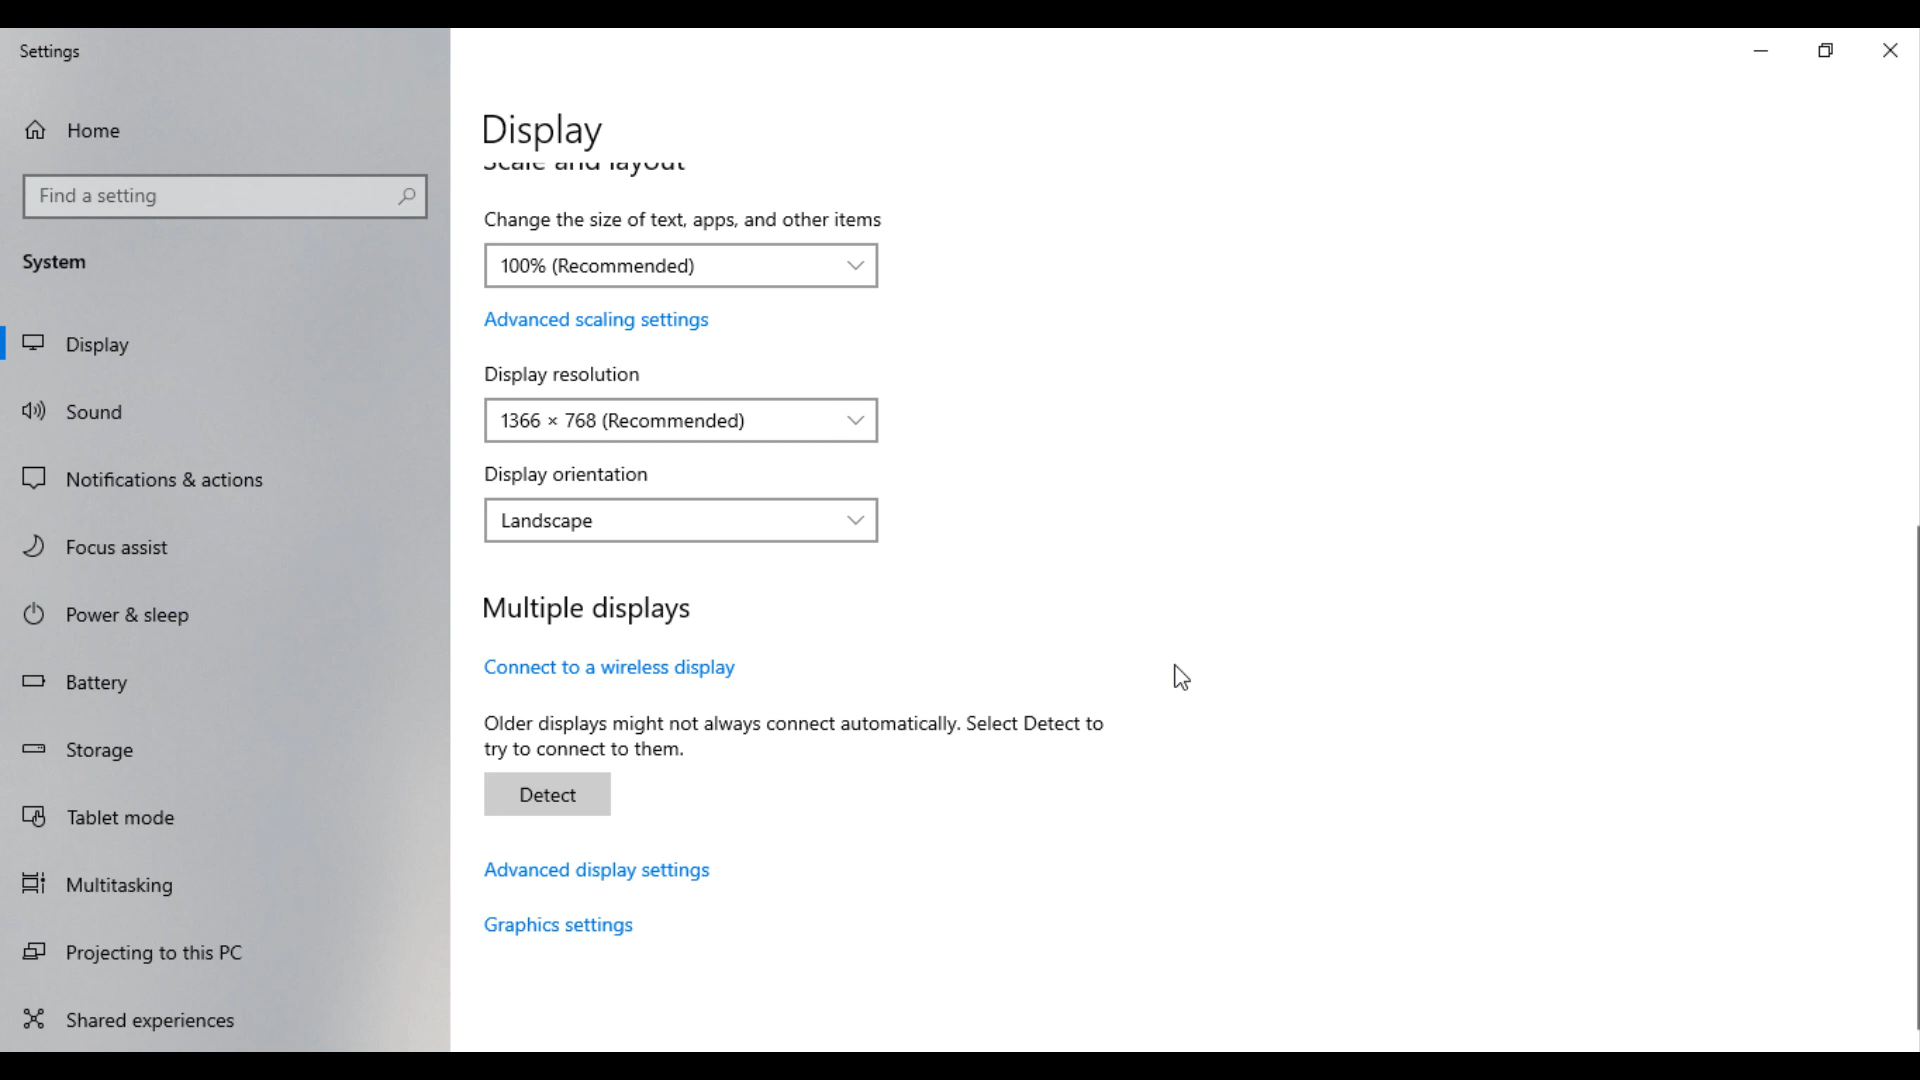 Settings
Home
Find a setting
System
Display
Sound
Notifications & actions
Focus assist
Power & sleep
Battery
Storage
Tablet mode
Multitasking
Projecting to this PC
Shared experiences
Display
Scale and layout
Change the size of text, apps, and other items
100% (Recommended)
Advanced scaling settings
Display resolution
1366 × 768 (Recommended)
Display orientation
Landscape
Multiple displays
Connect to a wireless display
Older displays might not always connect automatically. Select Detect to
try to connect to them.
Detect
Advanced display settings
Graphics settings